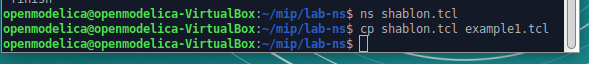 finish
openmodelica@openmodelica-VirtualBox:~/mip/lab-ns$ ns shablon.tcl
openmodelica@openmodelica-VirtualBox:~/mip/lab-ns$ cp shablon.tcl example1.tcl
openmodelica@openmodelica-VirtualBox:~/mip/lab-ns$